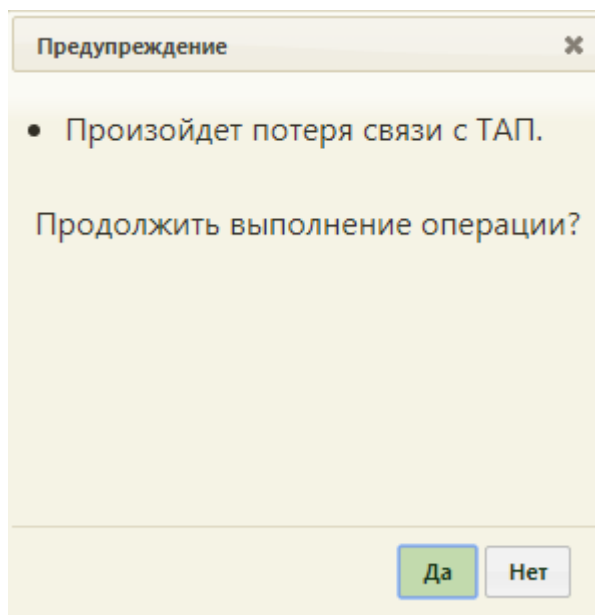 Предупреждение
• Произойдет потеря связи с ТАП.
Продолжить выполнение операции?
Да Нет